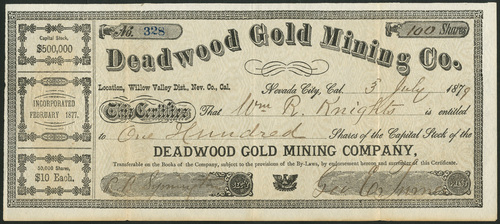 No. 328
100 Shares
Capital Stock,
$500,000
Deadwood Gold Mining Co.
Location, Willow Valley Dist., Nev. Co., Cal.
Nevada City, Cal. 3 July 1879
INCORPORATED
FEBRUARY 1877.
This Certifies That Wm R. Knights is entitled
to One Hundred Shares of the Capital Stock of the
DEADWOOD GOLD MINING COMPANY,
50,000 Shares,
$10 Each.
Transferable on the Books of the Company, subject to the provisions of the By-Laws, by endorsement hereon and surrender of this Certificate.